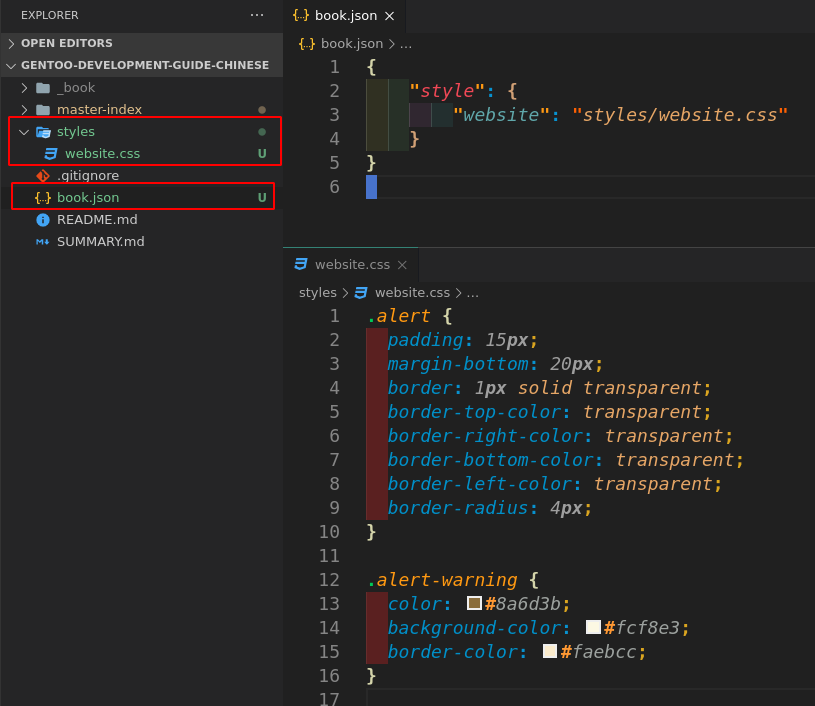 EXPLORER
...
OPEN EDITORS
GENTOO-DEVELOPMENT-GUIDE-CHINESE
_book
master-index
styles
website.css U
.gitignore
{..} book.json U
README.md
SUMMARY.md
{..} book.json ×
{..} book.json > ...
1 {
2 "style": {
3 "website": "styles/website.css"
4 }
5 }
6
website.css ×
styles > website.css > ...
1 .alert {
2 padding: 15px;
3 margin-bottom: 20px;
4 border: 1px solid transparent;
5 border-top-color: transparent;
6 border-right-color: transparent;
7 border-bottom-color: transparent;
8 border-left-color: transparent;
9 border-radius: 4px;
10 }
11
12 .alert-warning {
13 color: #8a6d3b;
14 background-color: #fcf8e3;
15 border-color: #faebcc;
16 }
17